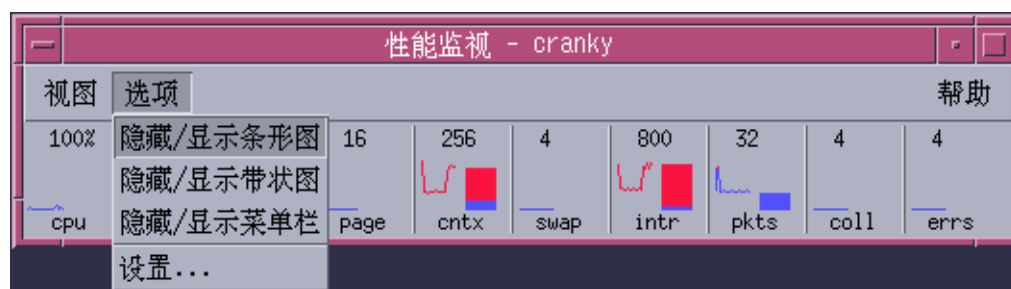 性能监视 - cranky
视图 选项 帮助
100% 16 256 4 800 32 4 4
cpu page cntx swap intr pkts coll errs
隐藏/显示条形图
隐藏/显示带状图
隐藏/显示菜单栏
设置...